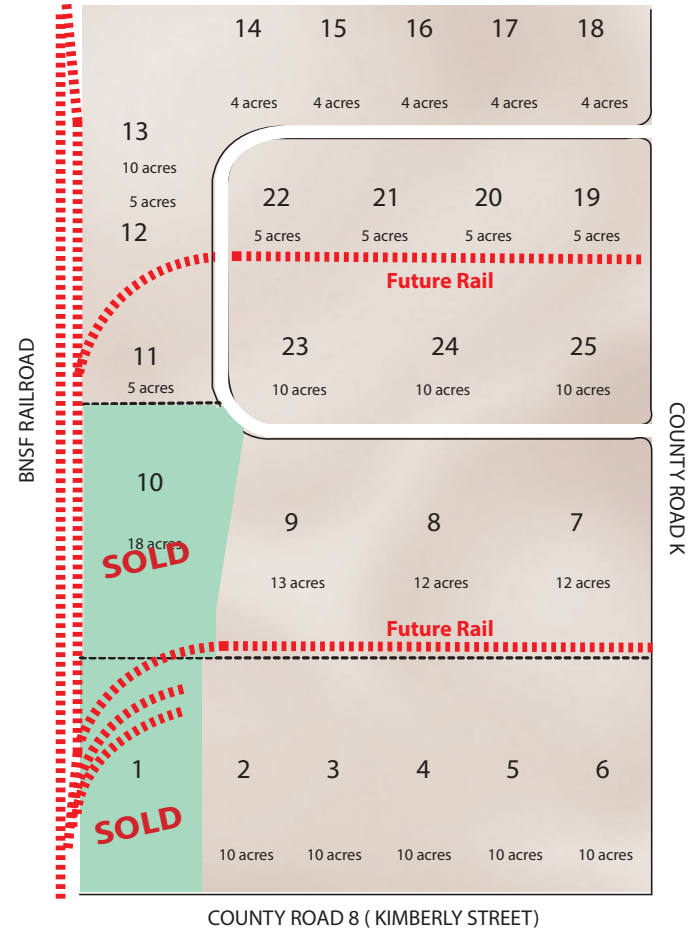 14 15 16 17 18
4 acres 4 acres 4 acres 4 acres 4 acres
13
10 acres
5 acres
12
22 21 20 19
5 acres 5 acres 5 acres 5 acres
Future Rail
11
5 acres
23 24 25
10 acres 10 acres 10 acres
BNSF RAILROAD
COUNTY ROAD K
10
18 acres
SOLD
9 8 7
13 acres 12 acres 12 acres
Future Rail
1
SOLD
2 3 4 5 6
10 acres 10 acres 10 acres 10 acres 10 acres
COUNTY ROAD 8 ( KIMBERLY STREET)